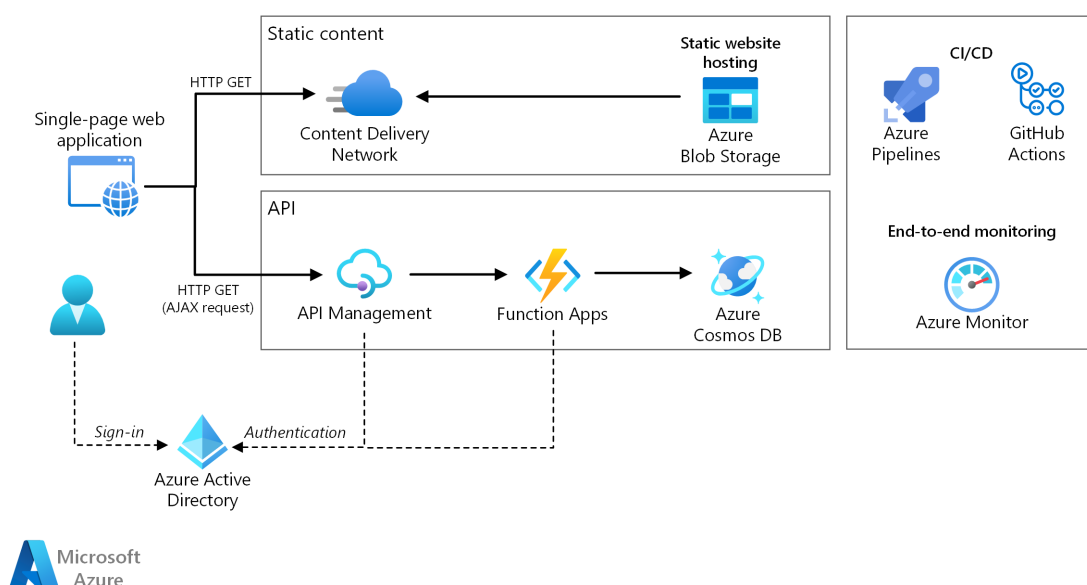 Static content
Static website
hosting
CI/CD
HTTP GET
Single-page web
application
Content Delivery
Network
Azure
Blob Storage
Azure
Pipelines
GitHub
Actions
API
End-to-end monitoring
HTTP GET
(AJAX request)
API Management
Function Apps
Azure
Cosmos DB
Azure Monitor
Sign-in
Authentication
Azure Active
Directory
Microsoft
Azure